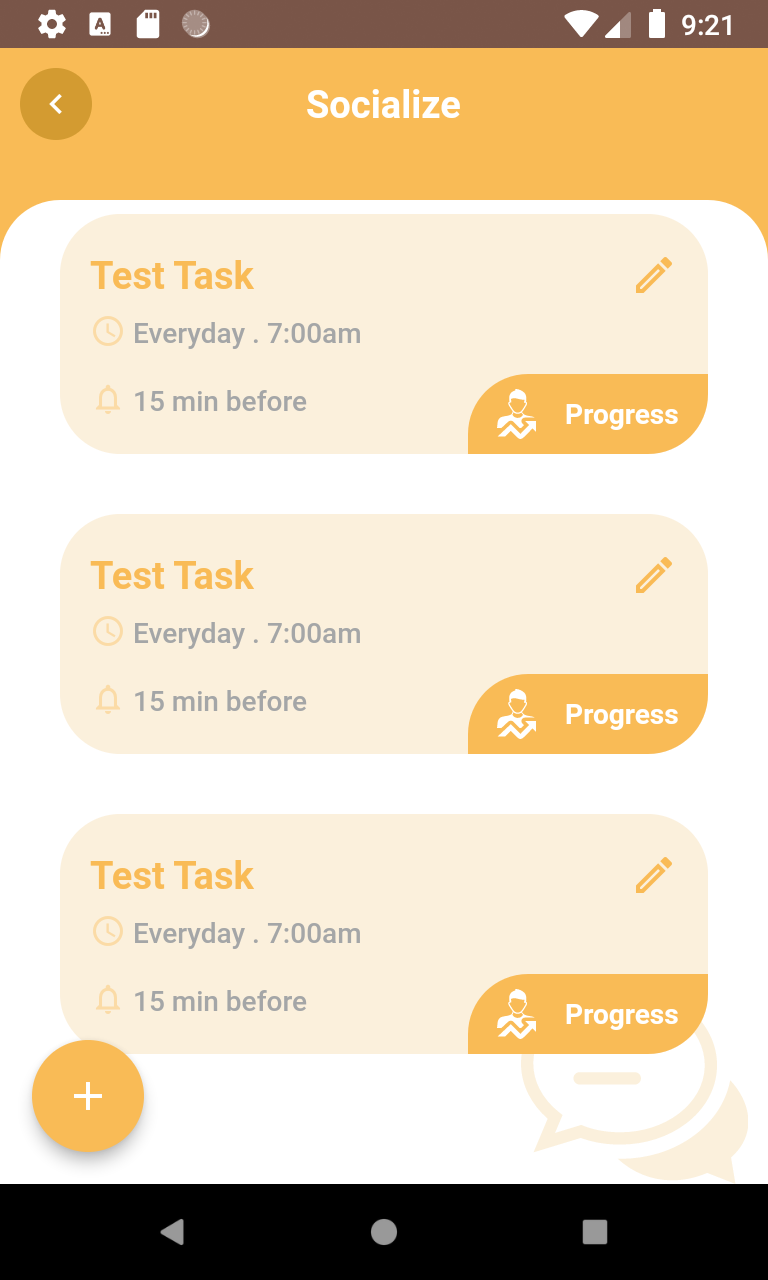 9:21
Socialize
Test Task
Everyday . 7:00am
15 min before
Progress
Test Task
Everyday . 7:00am
15 min before
Progress
Test Task
Everyday . 7:00am
15 min before
Progress